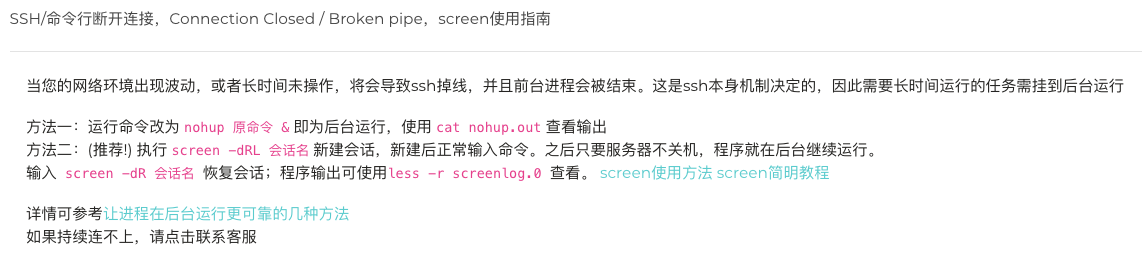 SSH/命令行断开连接，Connection Closed / Broken pipe，screen使用指南
当您的网络环境出现波动，或者长时间未操作，将会导致ssh掉线，并且前台进程会被结束。这是ssh本身机制决定的，因此需要长时间运行的任务需挂到后台运行
方法一：运行命令改为 nohup 原命令 & 即为后台运行，使用 cat nohup.out 查看输出
方法二：(推荐!) 执行 screen -dRL 会话名 新建会话，新建后正常输入命令。之后只要服务器不关机，程序就在后台继续运行。
输入 screen -dR 会话名 恢复会话；程序输出可使用less -r screenlog.0 查看。 screen使用方法 screen简明教程
详情可参考让进程在后台运行更可靠的几种方法
如果持续连不上，请点击联系客服